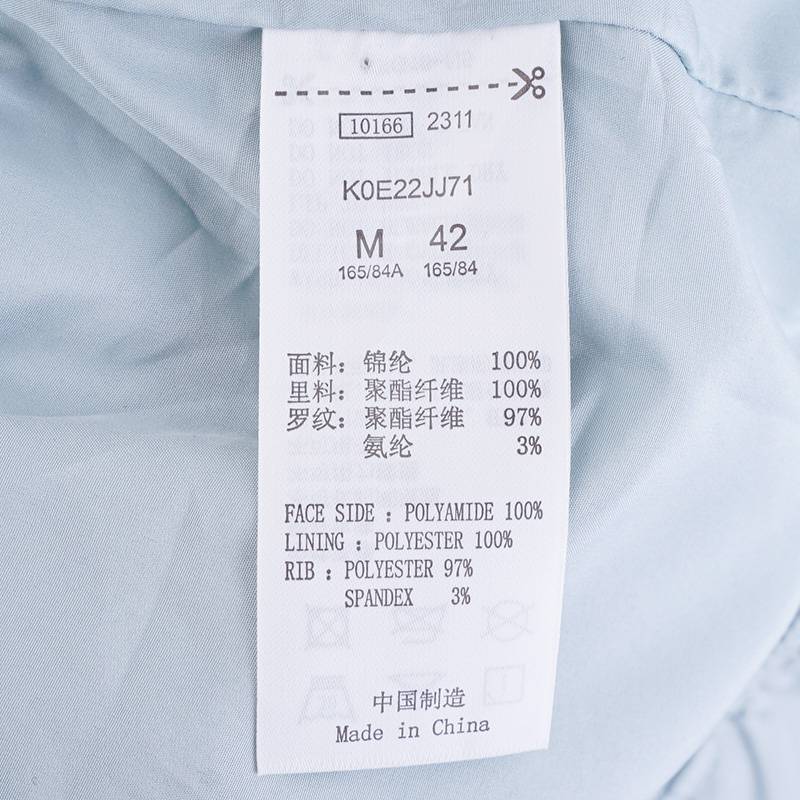 10166 2311
K0E22JJ71
M 42
165/84A 165/84
面料：锦纶 100%
里料：聚酯纤维 100%
罗纹：聚酯纤维 97%
氨纶 3%
FACE SIDE : POLYAMIDE 100%
LINING : POLYESTER 100%
RIB : POLYESTER 97%
SPANDEX 3%
中国制造
Made in China